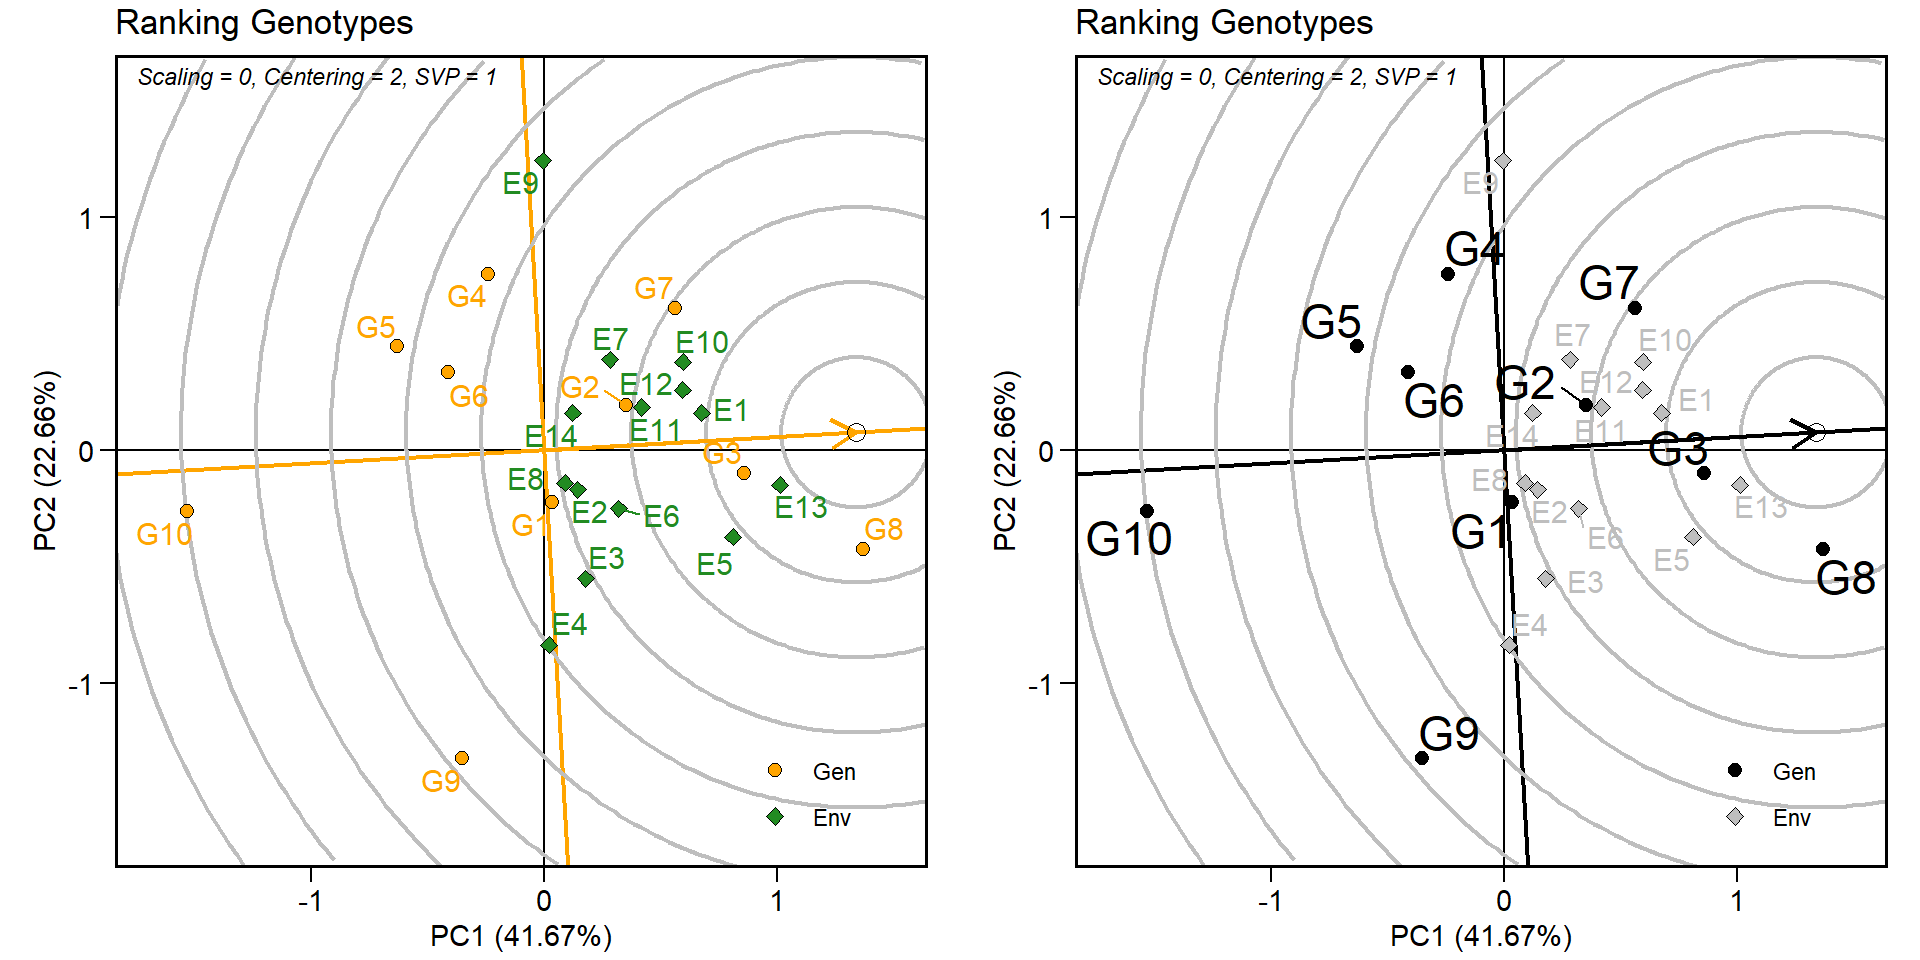 Ranking Genotypes
Scaling = 0, Centering = 2, SVP = 1
E9
G4
G7
G5
E7
E10
G2
E12
G6
E1
E11
E14
G3
E8
E13
E2
E6
G1
G10
G8
E3
E5
E4
G9
Gen
Env
1
0
-1
-1
0
1
PC2 (22.66%)
PC1 (41.67%)
Ranking Genotypes
Scaling = 0, Centering = 2, SVP = 1
E9
G4
G7
G5
E7
E10
G2
E12
G6
E1
E11
E14
G3
E8
E13
E2
E6
G1
G10
E5
G8
E3
E4
G9
Gen
Env
1
0
-1
-1
0
1
PC2 (22.66%)
PC1 (41.67%)